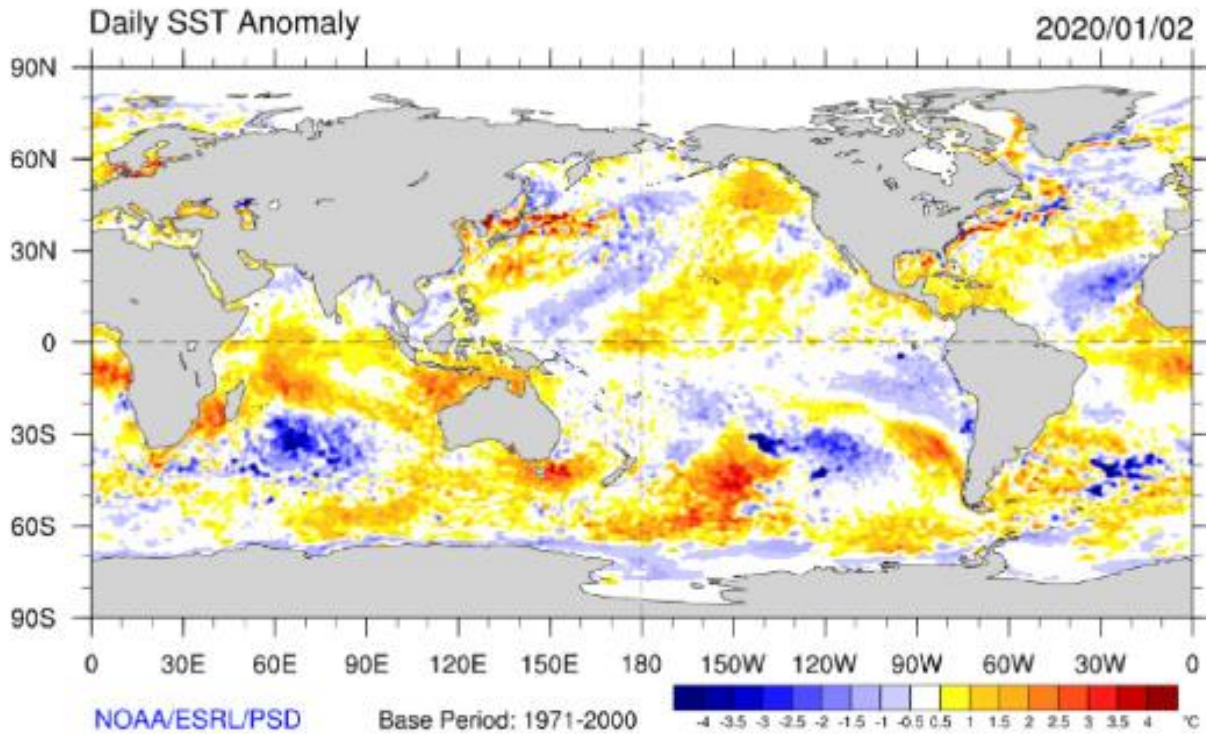 Daily SST Anomaly 2020/01/02
90N
60N
30N
0
30S
60S
90S
0 30E 60E 90E 120E 150E 180 150W 120W 90W 60W 30W 0
NOAA/ESRL/PSD Base Period: 1971-2000
-4 -3.5 -3 -2.5 -2 -1.5 -1 -0.5 0.5 1 1.5 2 2.5 3 3.5 4 °C